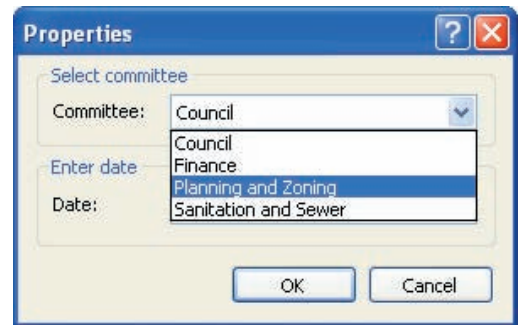 Properties
Select committee
Committee: Council
Council
Finance
Enter date
Planning and Zoning
Date:
Sanitation and Sewer
OK Cancel